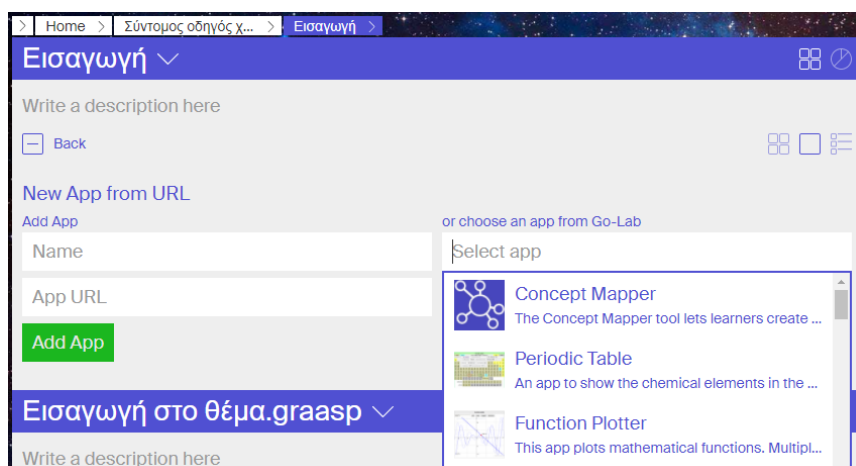 Home Σύντομος οδηγός χ... Εισαγωγή
Εισαγωγή
Write a description here
Back
New App from URL
Add App
Name
App URL
Add App
or choose an app from Go-Lab
Select app
Concept Mapper
The Concept Mapper tool lets learners create ...
Periodic Table
An app to show the chemical elements in the ...
Function Plotter
This app plots mathematical functions. Multipl...
Εισαγωγή στο θέμα.graasp
Write a description here